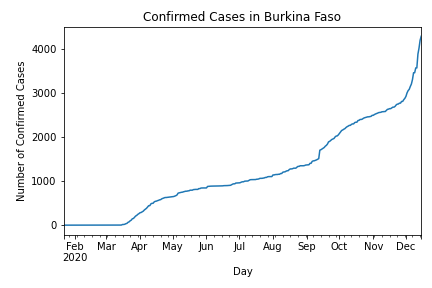 Confirmed Cases in Burkina Faso
Number of Confirmed Cases
4000
3000
2000
1000
0
Feb Mar Apr May Jun Jul Aug Sep Oct Nov Dec
2020
Day